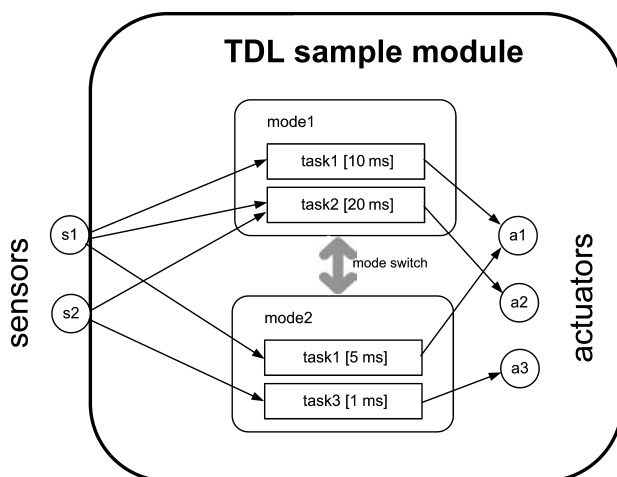 TDL sample module
mode1
task1 [10 ms]
task2 [20 ms]
s1
s2
sensors
mode switch
mode2
task1 [5 ms]
task3 [1 ms]
a1
a2
a3
actuators